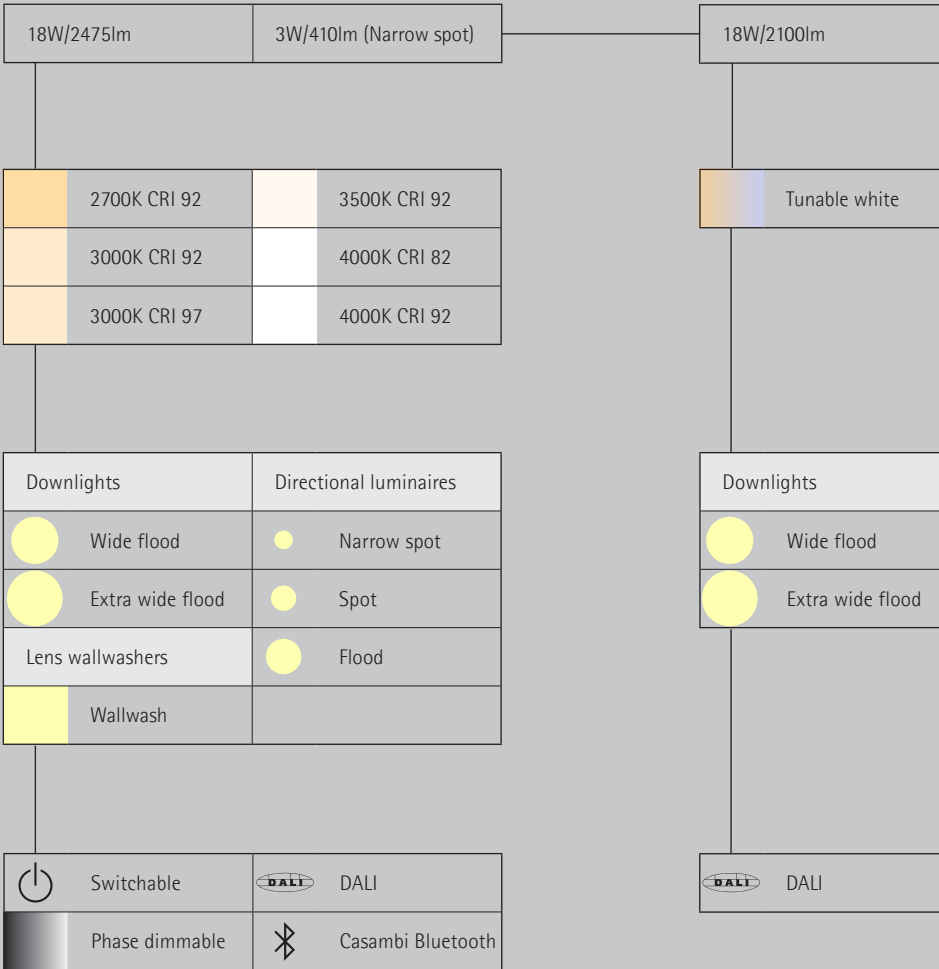 18W/2475lm
3W/410lm (Narrow spot)
18W/2100lm
2700K CRI 92
3500K CRI 92
Tunable white
3000K CRI 92
4000K CRI 82
3000K CRI 97
4000K CRI 92
Downlights
Directional luminaires
Downlights
Wide flood
Narrow spot
Wide flood
Extra wide flood
Spot
Extra wide flood
Lens wallwashers
Flood
Wallwash
Switchable
DALI DALI
DALI DALI
Phase dimmable
Casambi Bluetooth